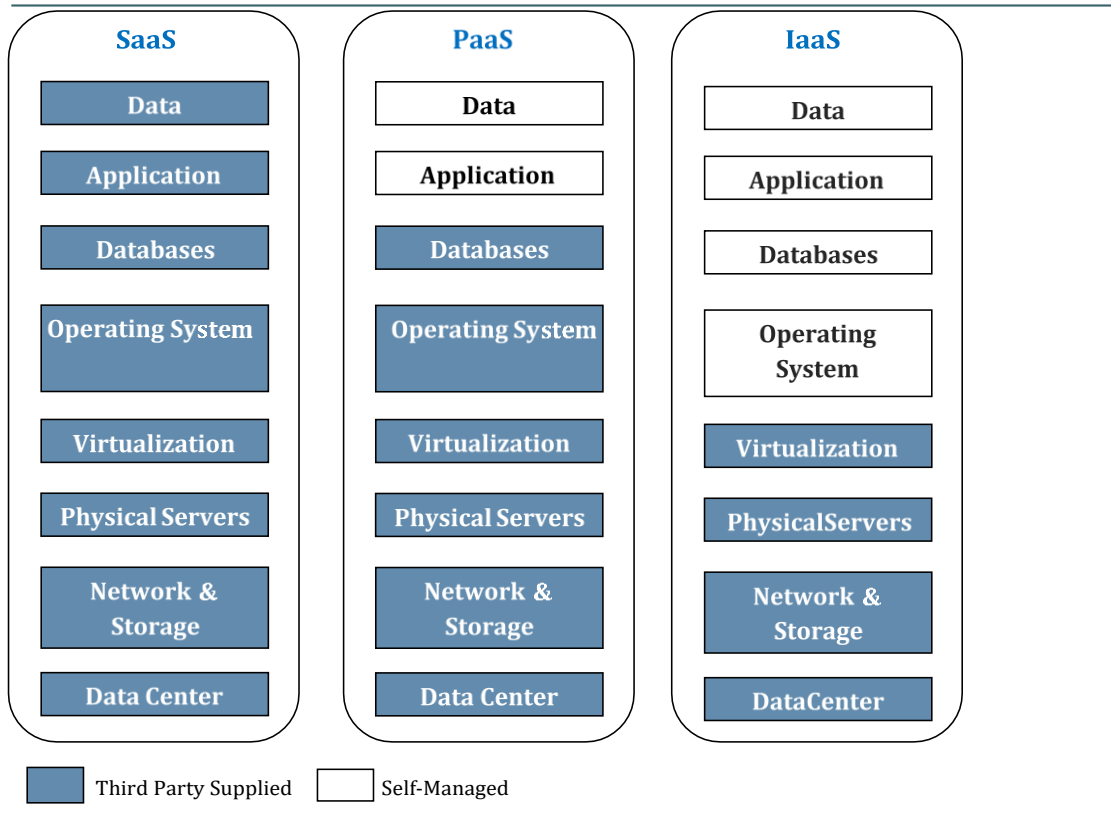 SaaS
Data
Application
Databases
Operating System
Virtualization
Physical Servers
Network &
Storage
Data Center
PaaS
Data
Application
Databases
Operating System
Virtualization
Physical Servers
Network &
Storage
Data Center
IaaS
Data
Application
Databases
Operating
System
Virtualization
PhysicalServers
Network &
Storage
DataCenter
Third Party Supplied
Self-Managed